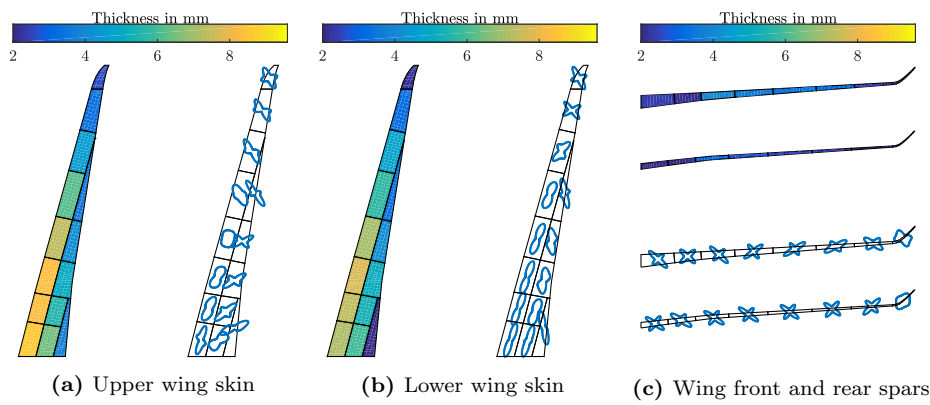 Thickness in mm
2 4 6 8
(a) Upper wing skin
Thickness in mm
2 4 6 8
(b) Lower wing skin
Thickness in mm
2 4 6 8
(c) Wing front and rear spars